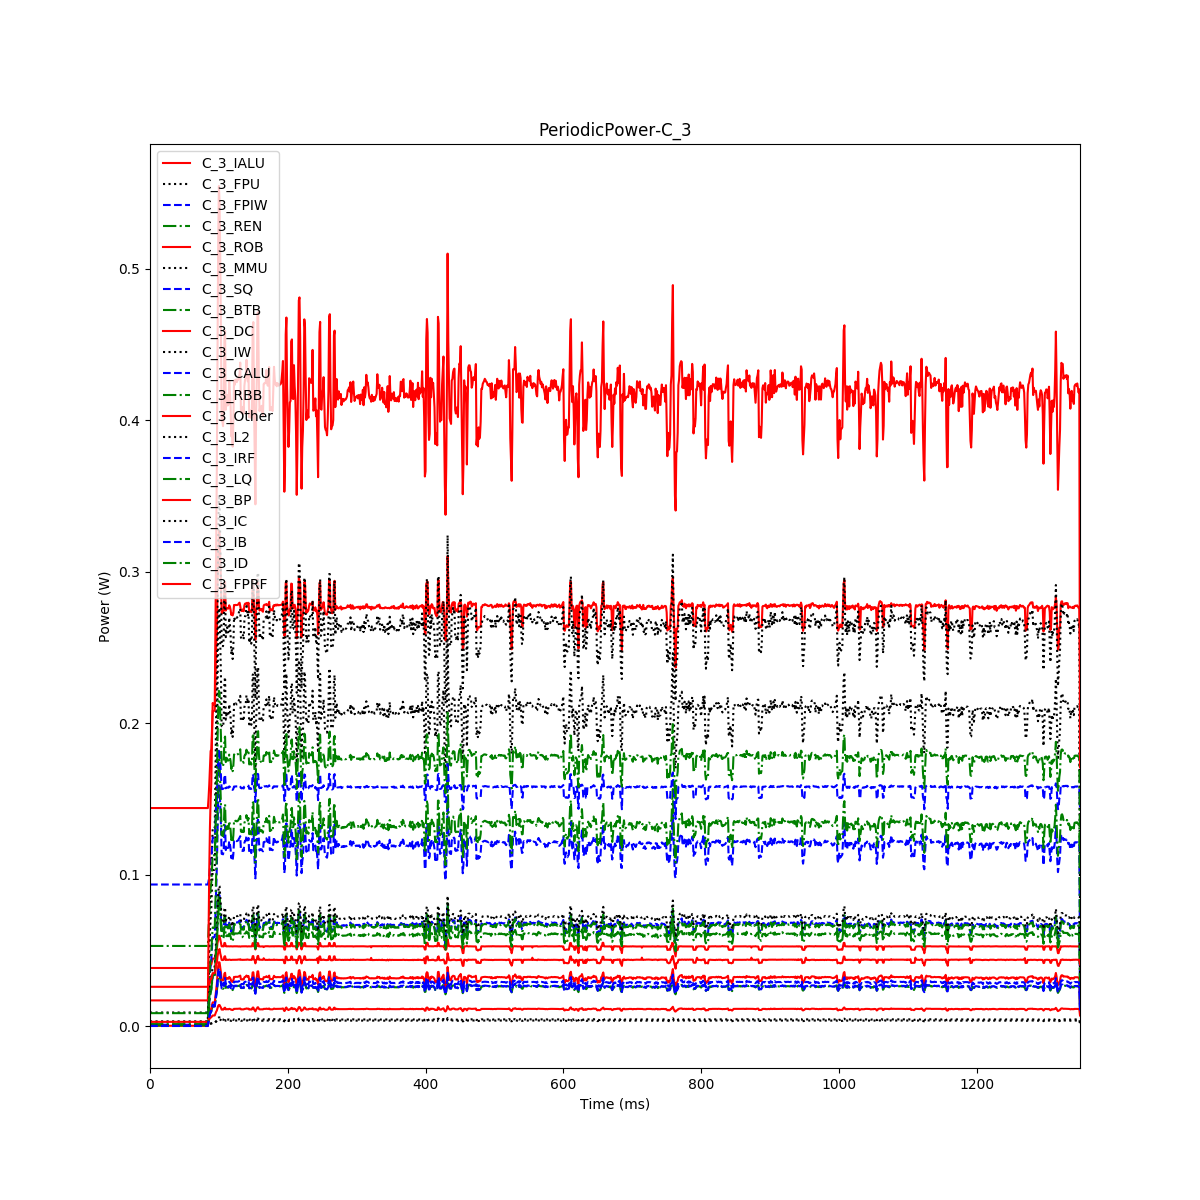 PeriodicPower-C_3
C_3_IALU
C_3_FPU
C_3_FPIW
C_3_REN
C_3_ROB
C_3_MMU
C_3_SQ
C_3_BTB
C_3_DC
C_3_IW
C_3_CALU
C_3_RBB
C_3_Other
C_3_L2
C_3_IRF
C_3_LQ
C_3_BP
C_3_IC
C_3_IB
C_3_ID
C_3_FPRF
0.5
0.4
0.3
0.2
0.1
0.0
Power (W)
0 200 400 600 800 1000 1200
Time (ms)